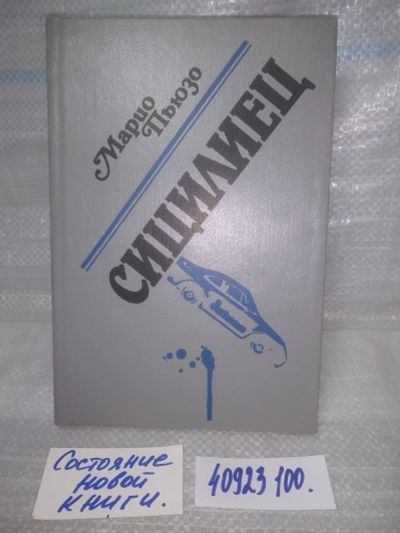 Марио
Пьюзо
СИЦИЛИЕЦ
Состояние
новой
книги.
40923 100.